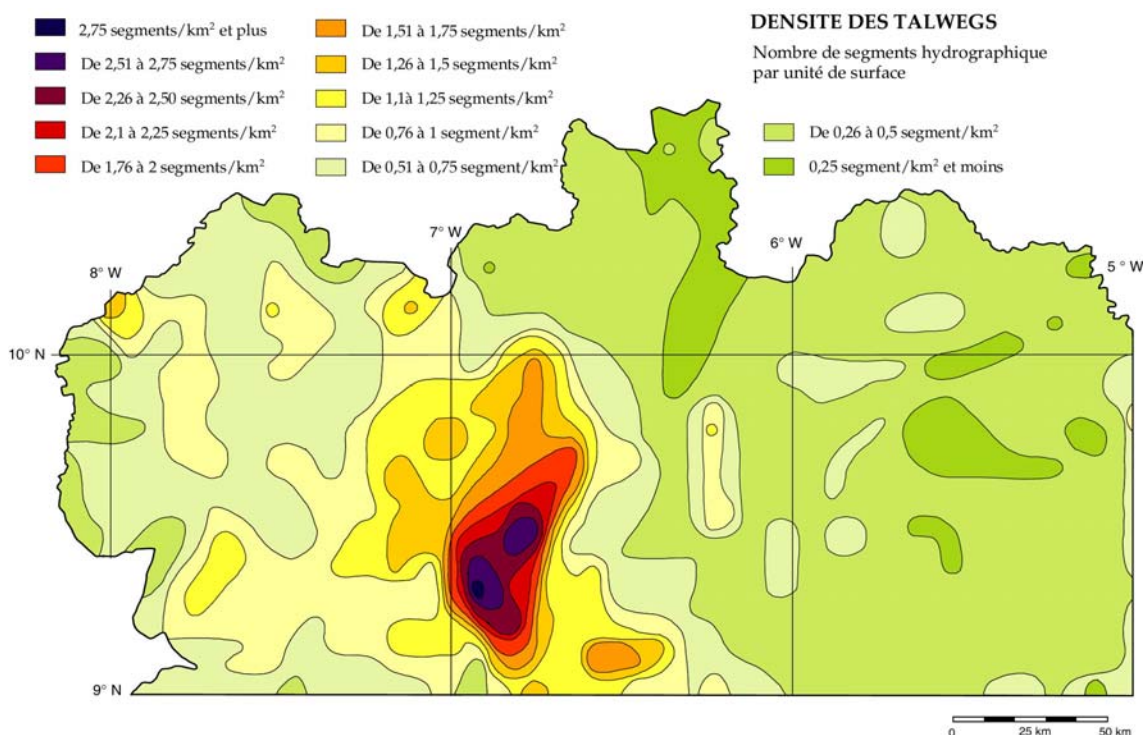 2,75 segments/km² et plus
De 2,51 à 2,75 segments/km²
De 2,26 à 2,50 segments/km²
De 2,1 à 2,25 segments/km²
De 1,76 à 2 segments/km²
De 1,51 à 1,75 segments/km²
De 1,26 à 1,5 segments/km²
De 1,1à 1,25 segments/km²
De 0,76 à 1 segment/km²
De 0,51 à 0,75 segment/km²
DENSITE DES TALWEGS
Nombre de segments hydrographique
par unité de surface
De 0,26 à 0,5 segment/km²
0,25 segment/km² et moins
8° W
7° W
6° W
5° W
10° N
9° N
0 25 km 50 km